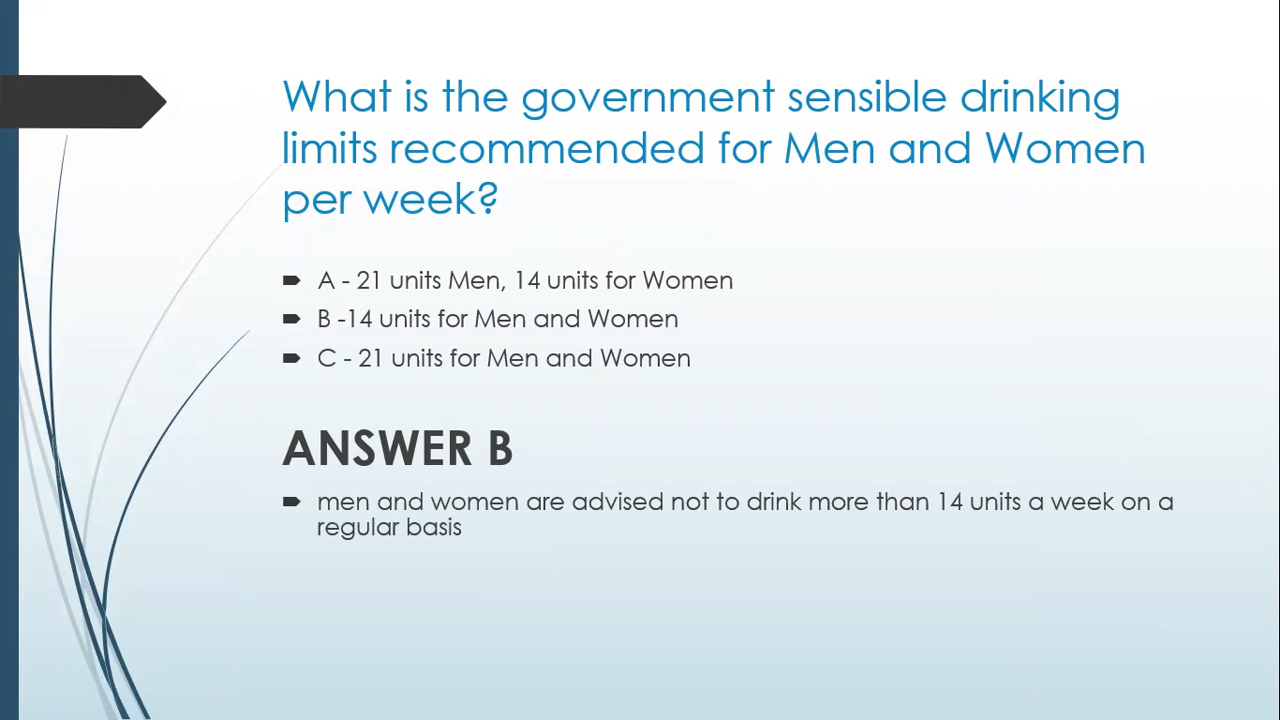 What is the government sensible drinking
limits recommended for Men and Women
per week?
A - 21 units Men, 14 units for Women
B -14 units for Men and Women
C - 21 units for Men and Women
ANSWER B
men and women are advised not to drink more than 14 units a week on a
regular basis